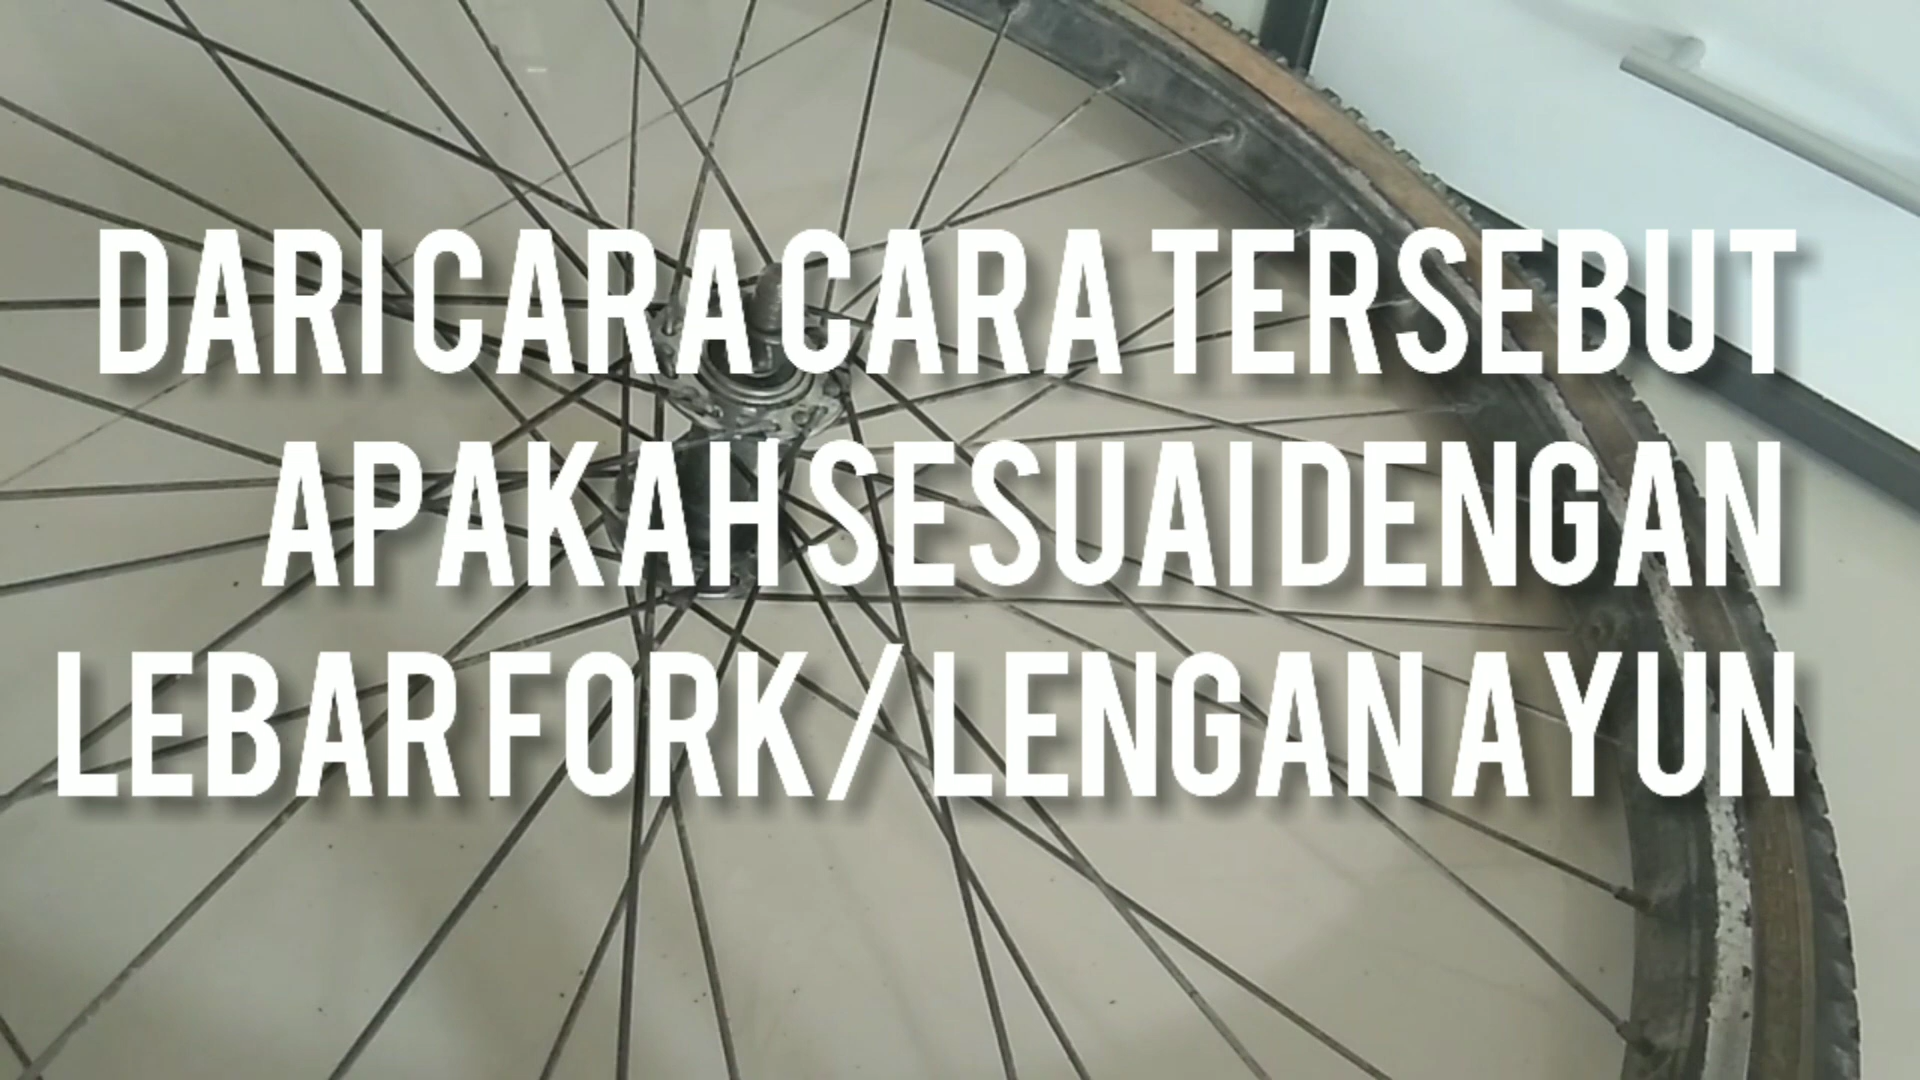 DARI CARA CARA TERSEBUT
APAKAH SESUAI DENGAN
LEBAR FORK / LENGAN AYUN